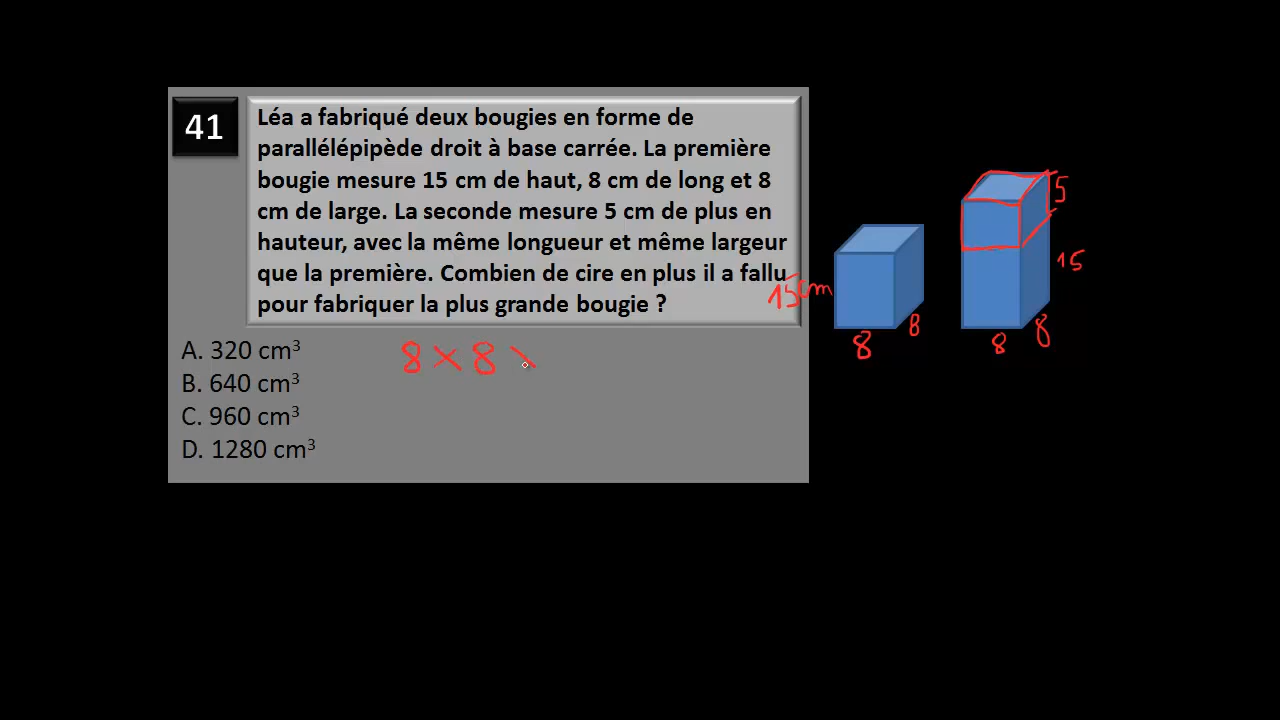 41
Léa a fabriqué deux bougies en forme de
parallélépipède droit à base carrée. La première
bougie mesure 15 cm de haut, 8 cm de long et 8
cm de large. La seconde mesure 5 cm de plus en
hauteur, avec la même longueur et même largeur
que la première. Combien de cire en plus il a fallu
pour fabriquer la plus grande bougie ?
A. 320 cm³
B. 640 cm³
C. 960 cm³
D. 1280 cm³
8 × 8 ×
15cm
8
8
5
15
8
8